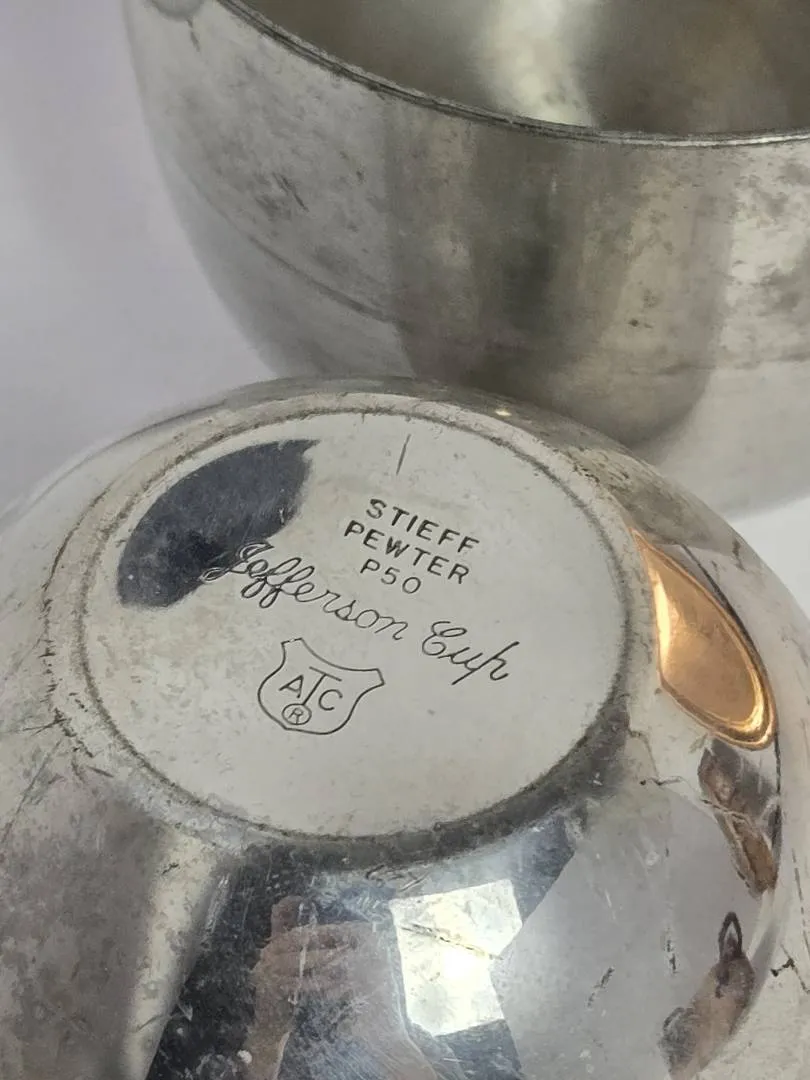 STIEFF
PEWTER
P50
Jefferson Cup
ATC
®